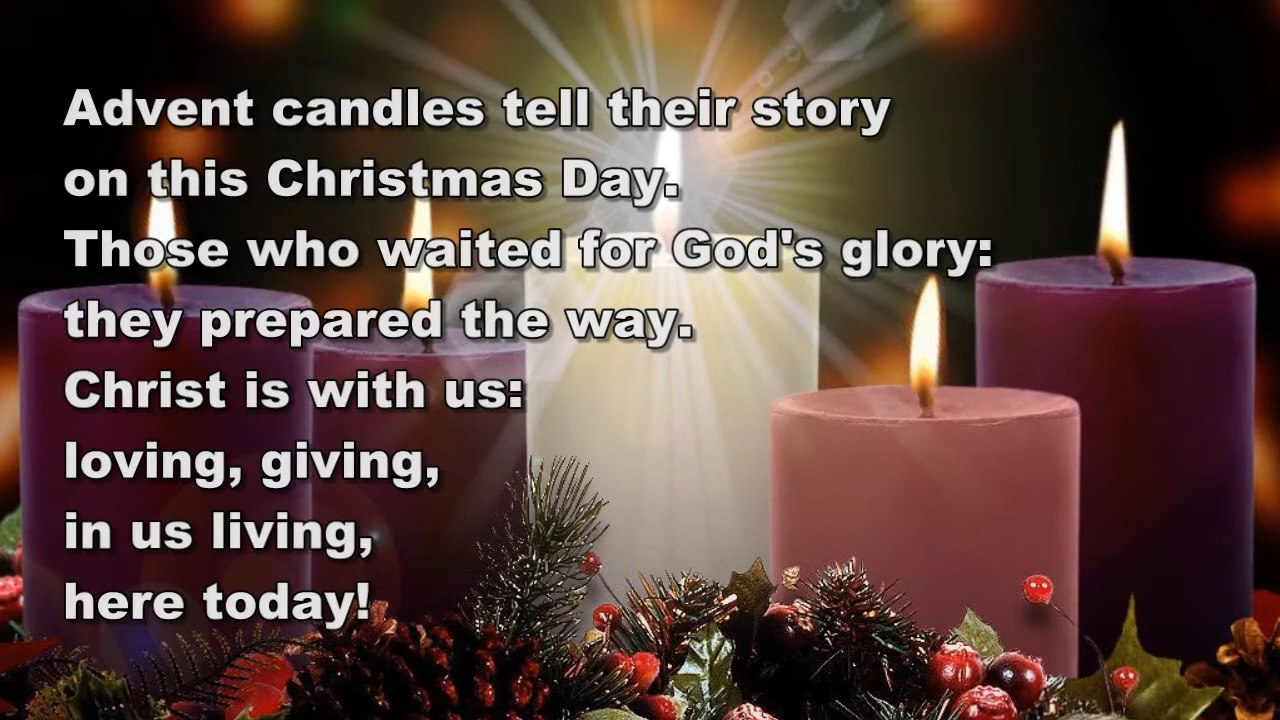 Advent candles tell their story
on this Christmas Day.
Those who waited for God's glory:
they prepared the way.
Christ is with us:
loving, giving,
in us living,
here today!